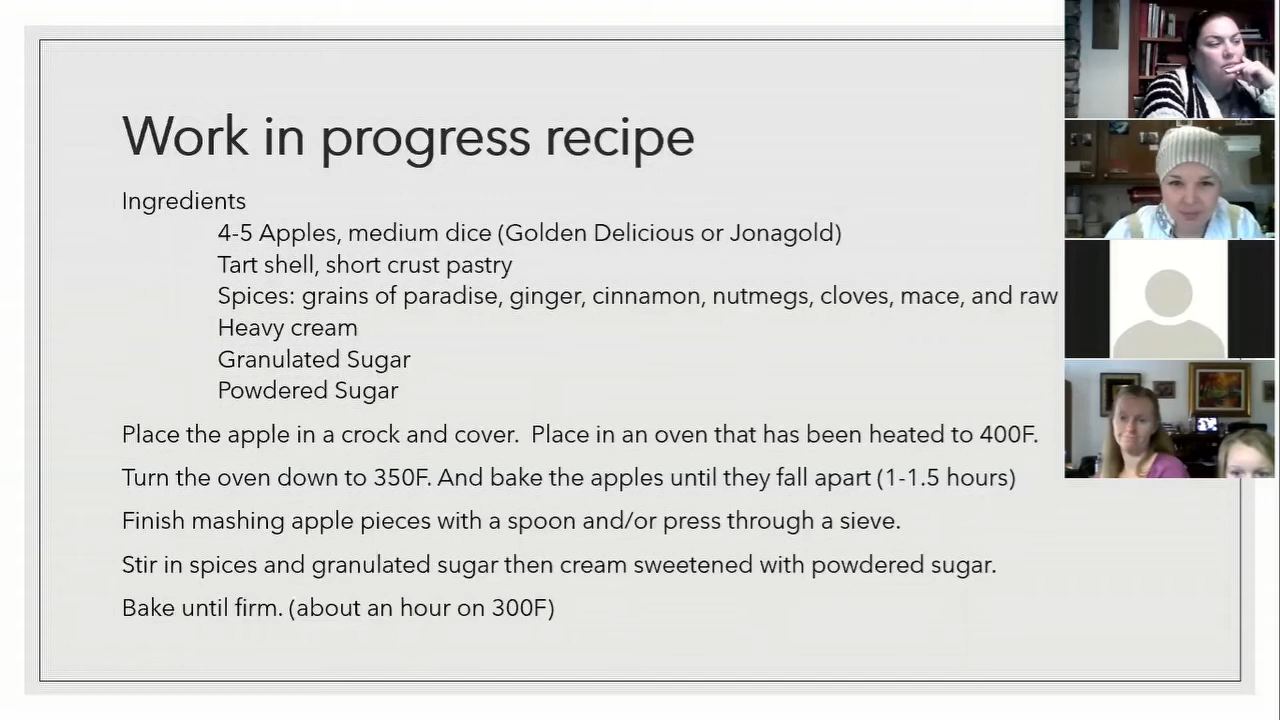 Work in progress recipe
Ingredients
4-5 Apples, medium dice (Golden Delicious or Jonagold)
Tart shell, short crust pastry
Spices: grains of paradise, ginger, cinnamon, nutmegs, cloves, mace, and raw
Heavy cream
Granulated Sugar
Powdered Sugar
Place the apple in a crock and cover. Place in an oven that has been heated to 400F.
Turn the oven down to 350F. And bake the apples until they fall apart (1-1.5 hours)
Finish mashing apple pieces with a spoon and/or press through a sieve.
Stir in spices and granulated sugar then cream sweetened with powdered sugar.
Bake until firm. (about an hour on 300F)